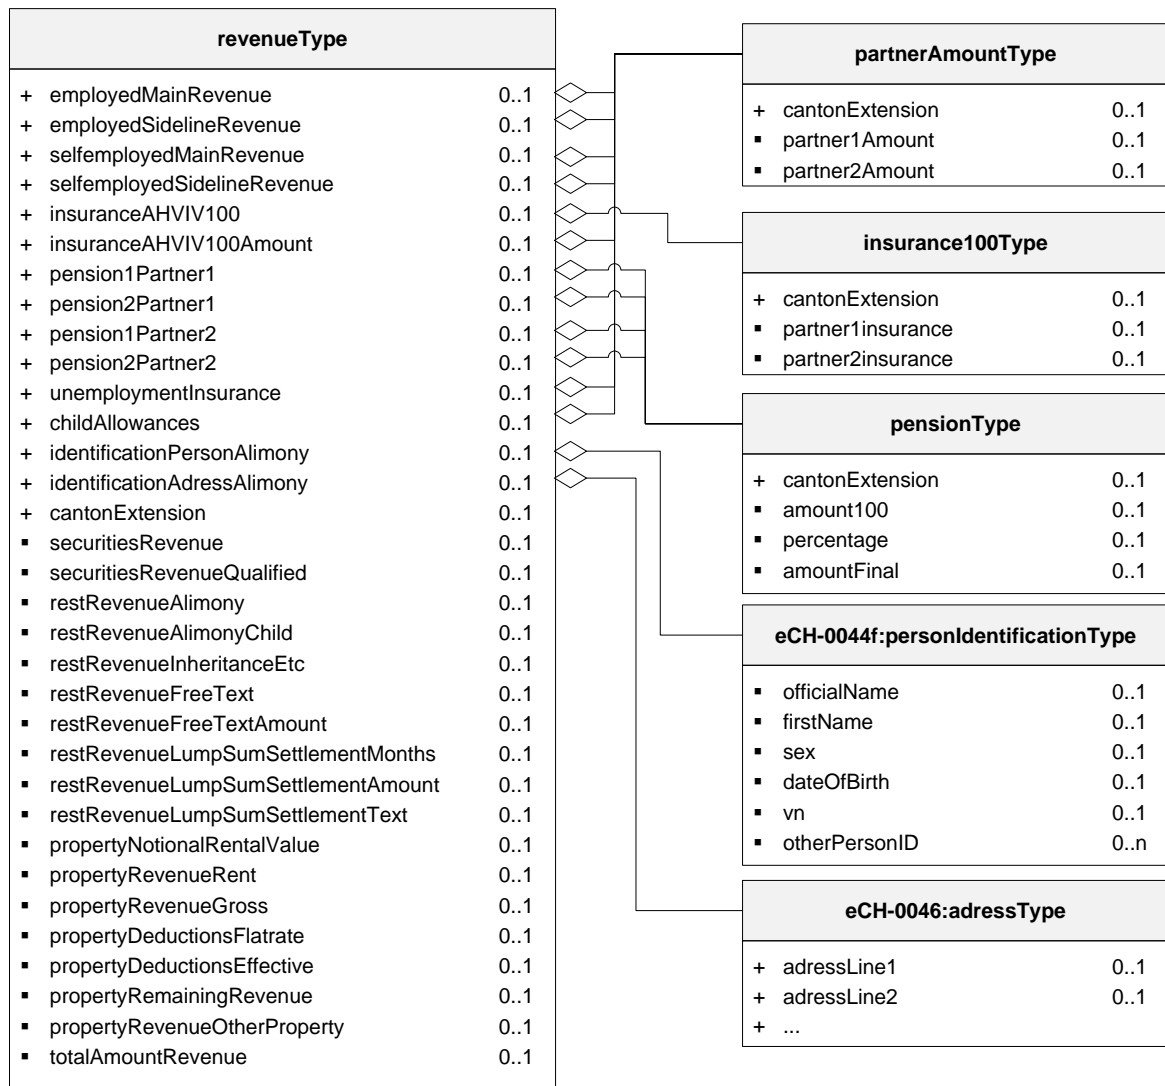 revenueType
+ employedMainRevenue 0..1
+ employedSidelineRevenue 0..1
+ selfemployedMainRevenue 0..1
+ selfemployedSidelineRevenue 0..1
+ insuranceAHVIV100 0..1
+ insuranceAHVIV100Amount 0..1
+ pension1Partner1 0..1
+ pension2Partner1 0..1
+ pension1Partner2 0..1
+ pension2Partner2 0..1
+ unemploymentInsurance 0..1
+ childAllowances 0..1
+ identificationPersonAlimony 0..1
+ identificationAdressAlimony 0..1
+ cantonExtension 0..1
▪ securitiesRevenue 0..1
▪ securitiesRevenueQualified 0..1
▪ restRevenueAlimony 0..1
▪ restRevenueAlimonyChild 0..1
▪ restRevenueInheritanceEtc 0..1
▪ restRevenueFreeText 0..1
▪ restRevenueFreeTextAmount 0..1
▪ restRevenueLumpSumSettlementMonths 0..1
▪ restRevenueLumpSumSettlementAmount 0..1
▪ restRevenueLumpSumSettlementText 0..1
▪ propertyNotionalRentalValue 0..1
▪ propertyRevenueRent 0..1
▪ propertyRevenueGross 0..1
▪ propertyDeductionsFlatrate 0..1
▪ propertyDeductionsEffective 0..1
▪ propertyRemainingRevenue 0..1
▪ propertyRevenueOtherProperty 0..1
▪ totalAmountRevenue 0..1
partnerAmountType
+ cantonExtension 0..1
▪ partner1Amount 0..1
▪ partner2Amount 0..1
insurance100Type
+ cantonExtension 0..1
▪ partner1insurance 0..1
▪ partner2insurance 0..1
pensionType
+ cantonExtension 0..1
▪ amount100 0..1
▪ percentage 0..1
▪ amountFinal 0..1
eCH-0044f:personIdentificationType
▪ officialName 0..1
▪ firstName 0..1
▪ sex 0..1
▪ dateOfBirth 0..1
▪ vn 0..1
▪ otherPersonID 0..n
eCH-0046:adressType
+ adressLine1 0..1
+ adressLine2 0..1
+ ...